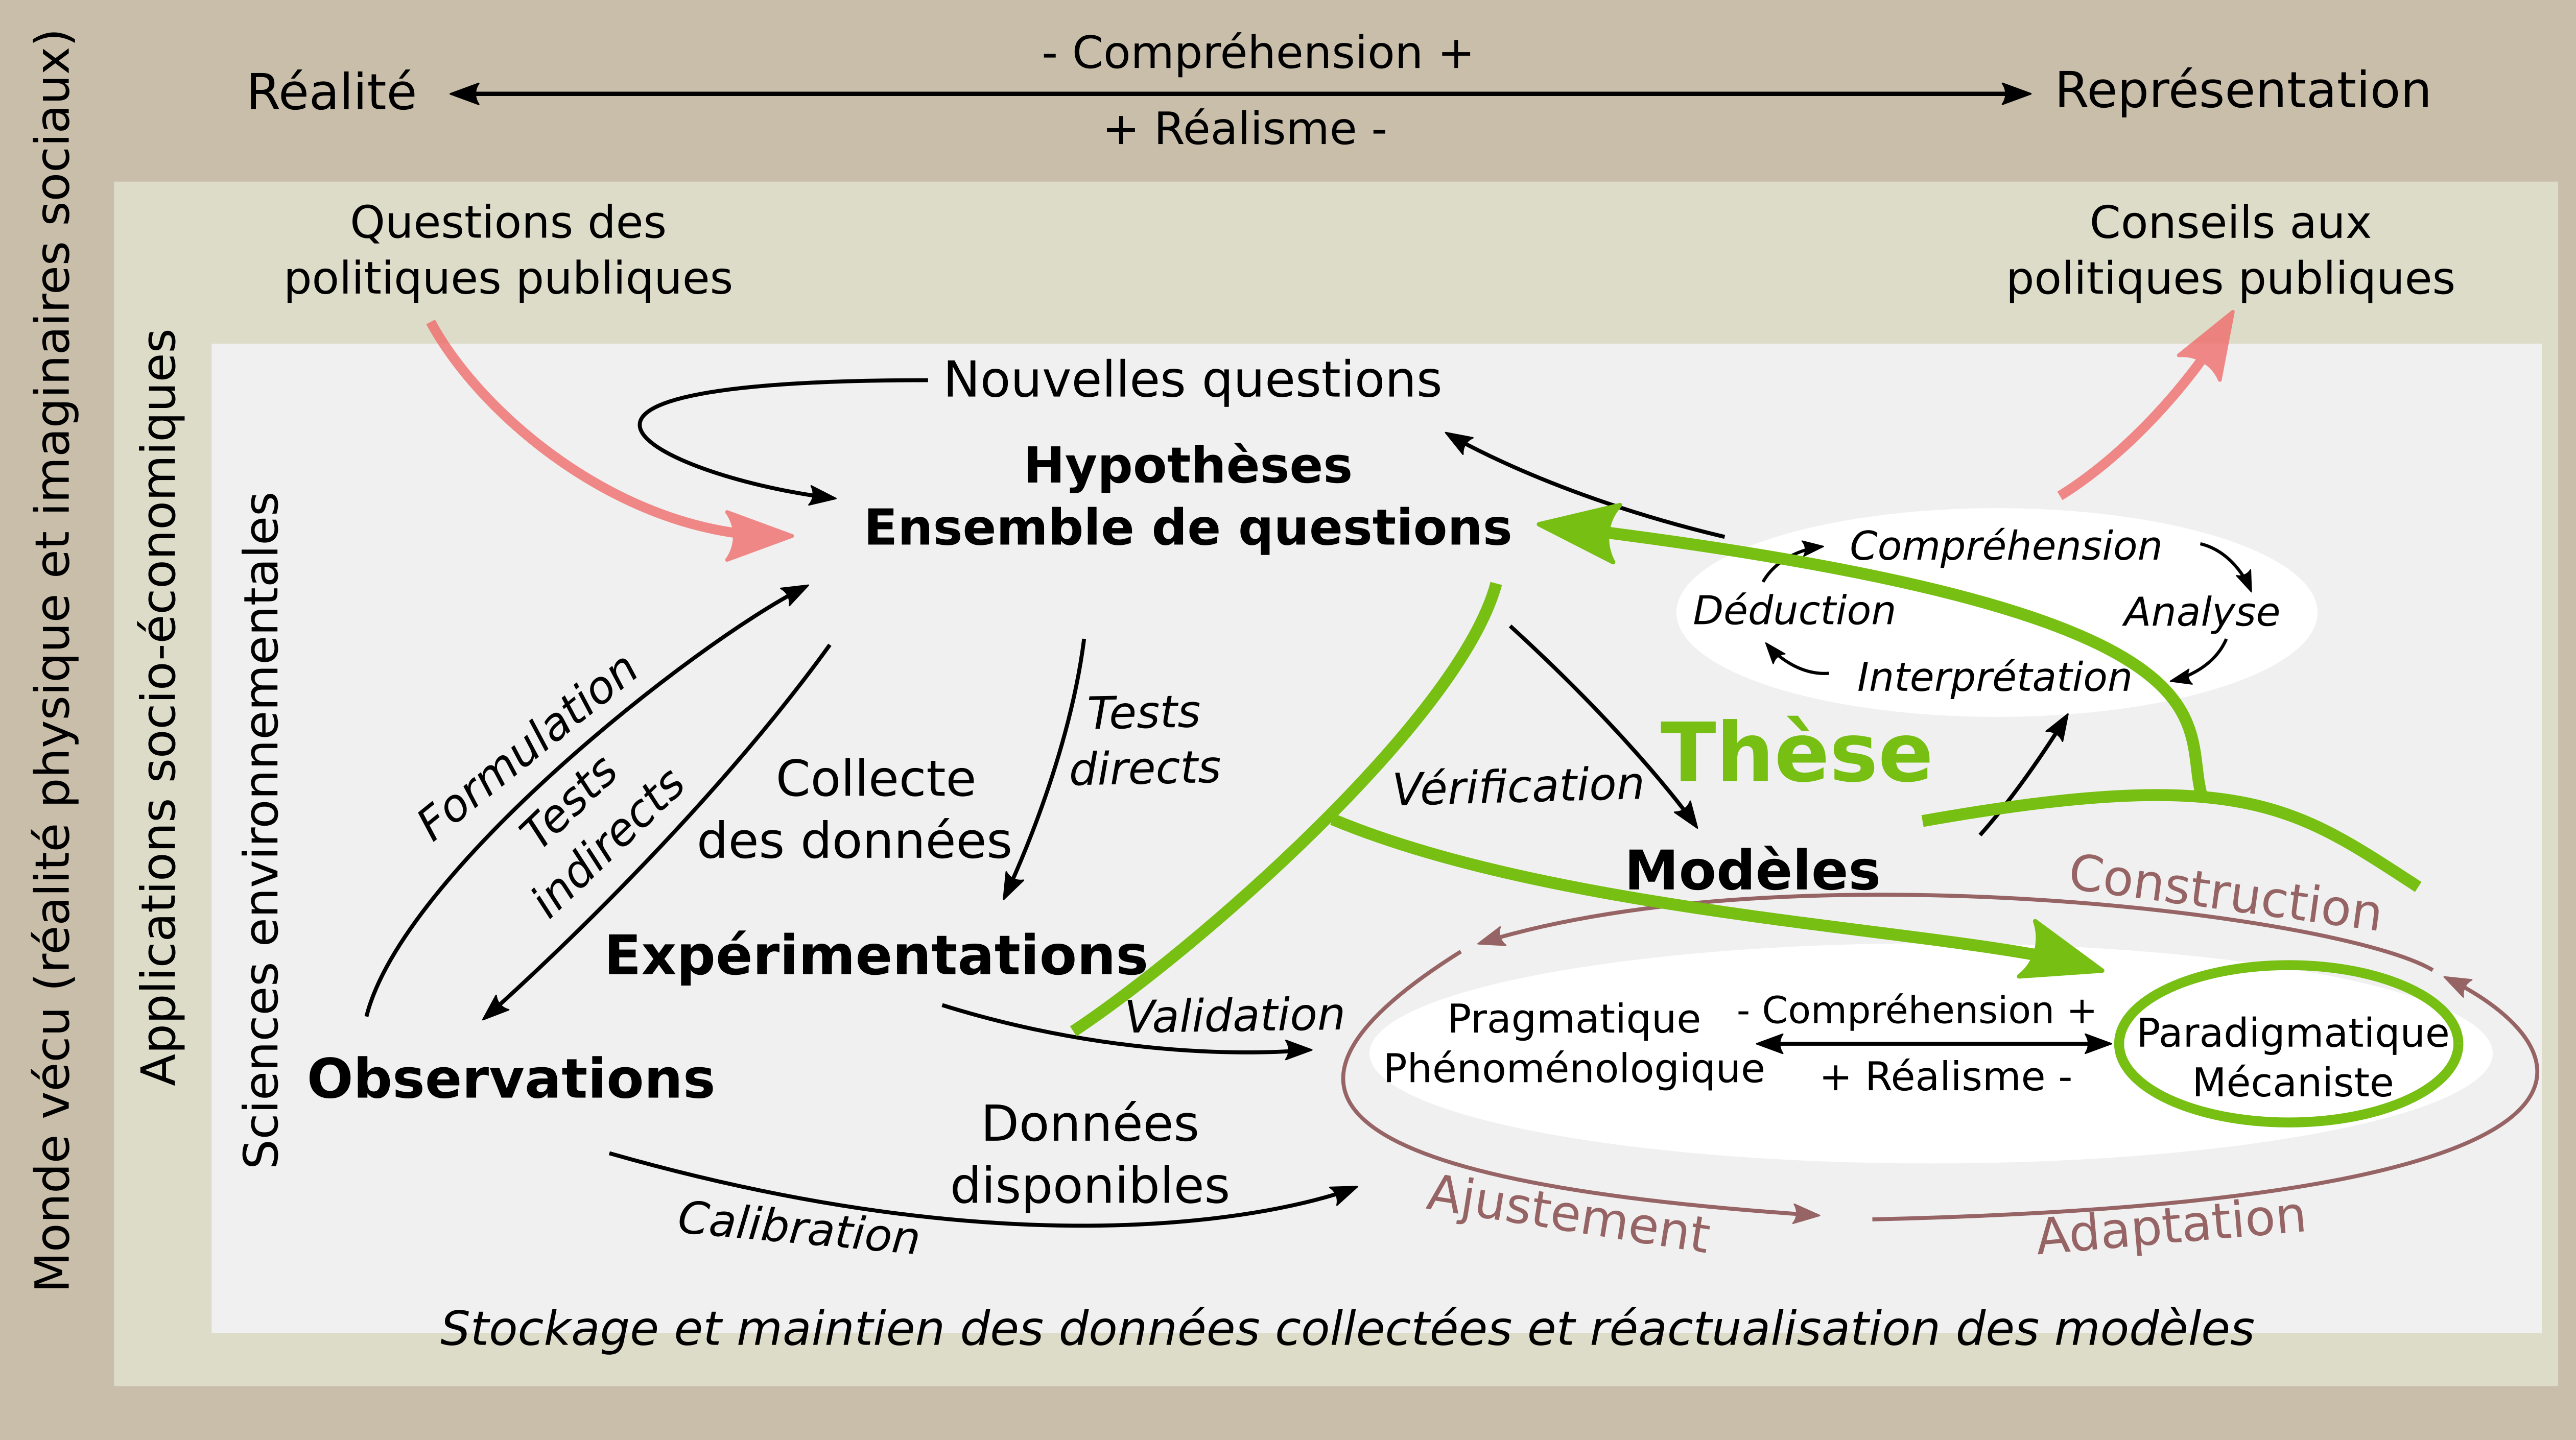 Monde vécu (réalité physique et imaginaires sociaux)
Applications socio-économiques
Sciences environnementales
Réalité
- Compréhension +
+ Réalisme -
Représentation
Questions des
politiques publiques
Conseils aux
politiques publiques
Nouvelles questions
Hypothèses
Ensemble de questions
Compréhension
Déduction
Analyse
Interprétation
Formulation
Tests
indirects
Collecte
des données
Tests
directs
Vérification
Thèse
Modèles
Construction
Expérimentations
Validation
Observations
Pragmatique
Phénoménologique
- Compréhension +
+ Réalisme -
Paradigmatique
Mécaniste
Données
disponibles
Calibration
Ajustement
Adaptation
Stockage et maintien des données collectées et réactualisation des modèles